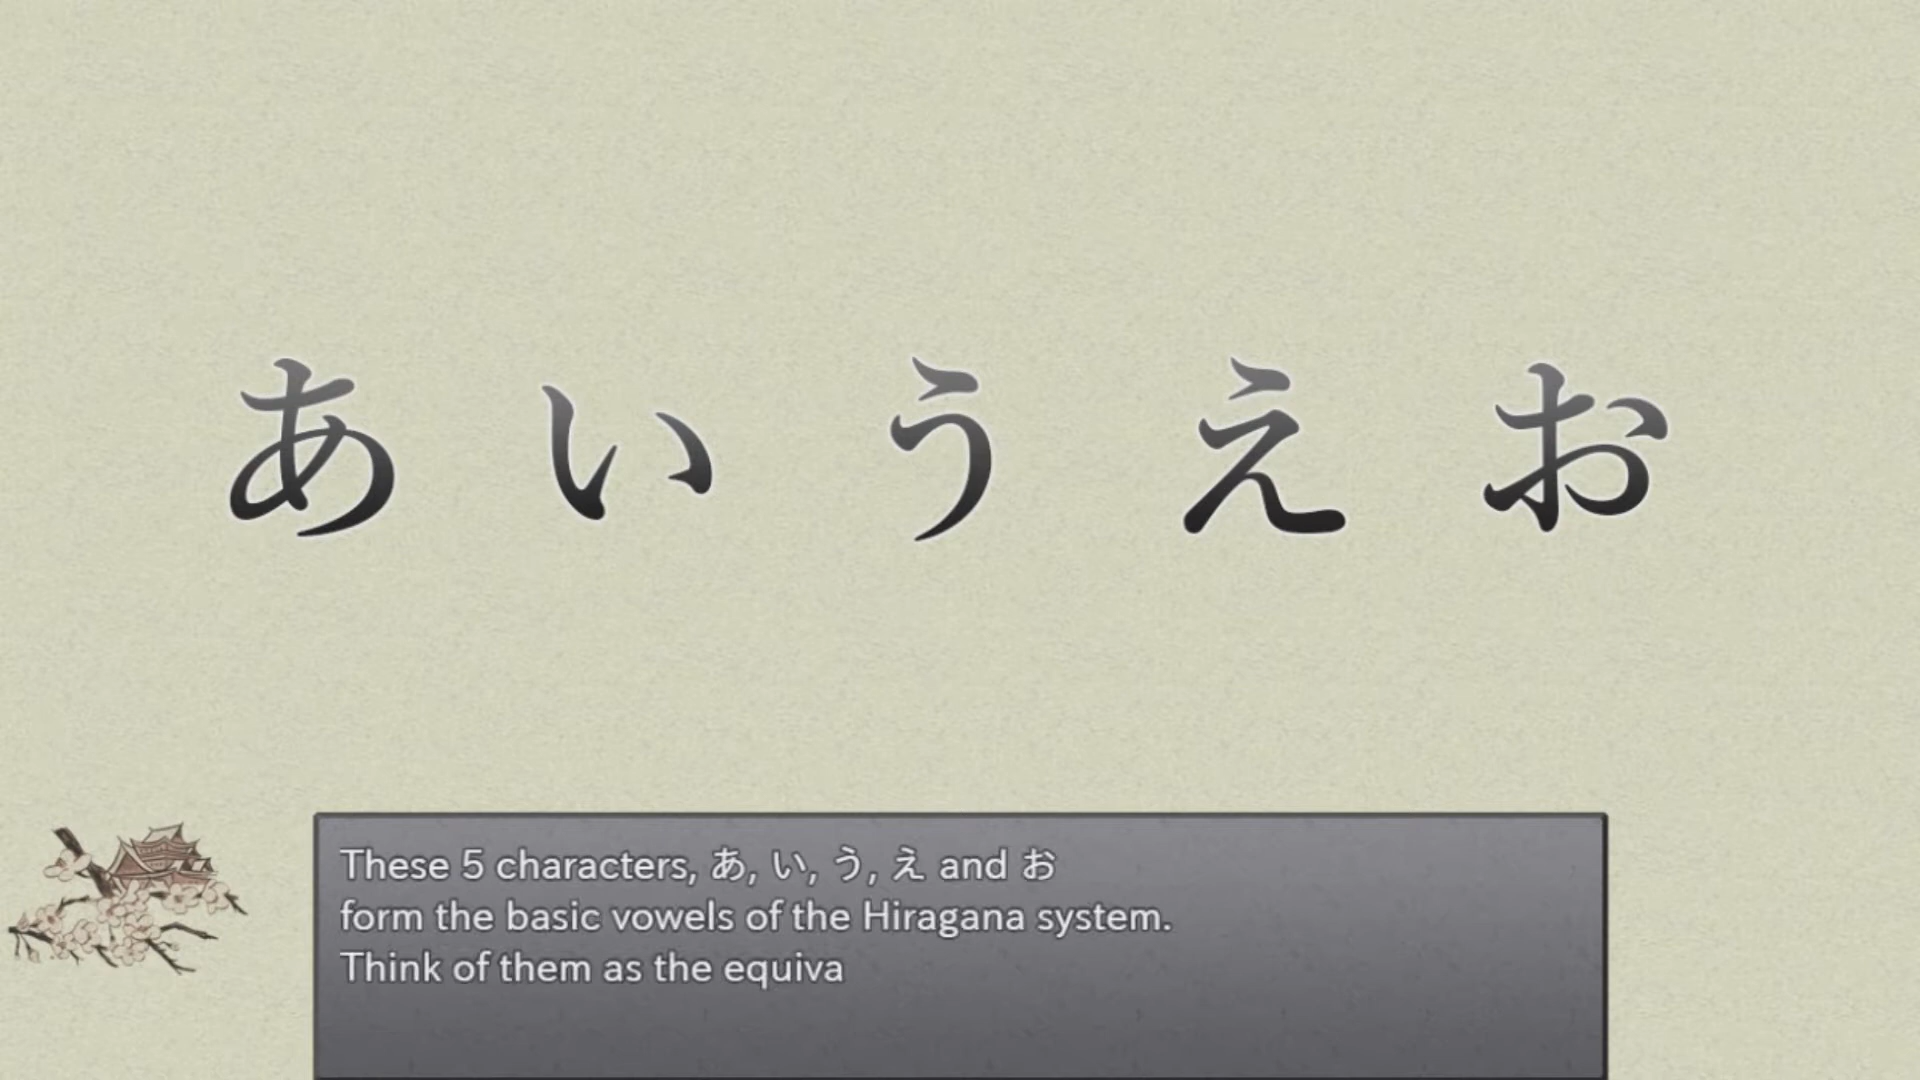 あ い う え お
These 5 characters, あ, い, う, え and お
form the basic vowels of the Hiragana system.
Think of them as the equiva